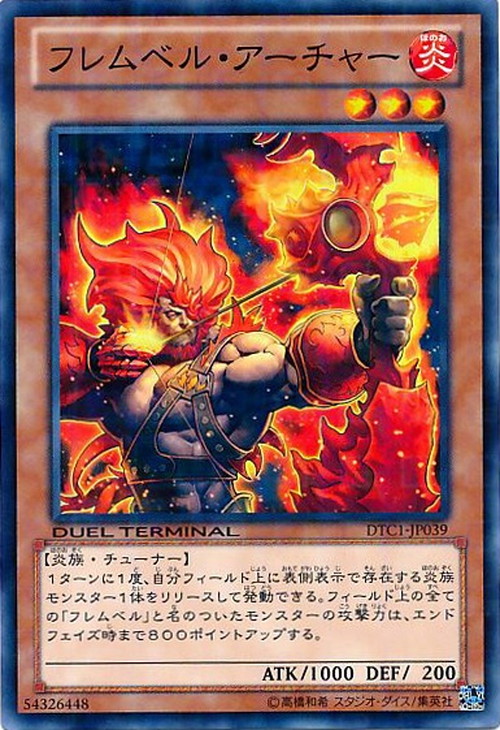 フレムベル・アーチャー
ほのお
炎
DUEL TERMINAL
DTC1-JP039
【炎族・チューナー】
1ターンに1度、自分フィールド上に表側表示で存在する炎族
モンスター1体をリリースして発動できる。フィールド上の全て
の「フレムベル」と名のついたモンスターの攻撃力は、エンド
フェイズ時まで800ポイントアップする。
ATK/1000 DEF/ 200
54326448
©高橋和希 スタジオ・ダイス/集英社